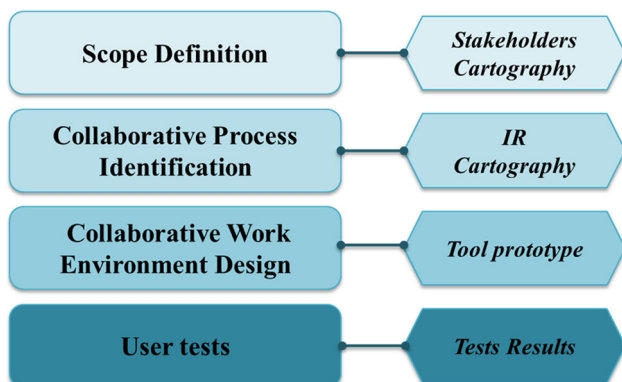 Scope Definition
Stakeholders
Cartography
Collaborative Process
Identification
IR
Cartography
Collaborative Work
Environment Design
Tool prototype
User tests
Tests Results